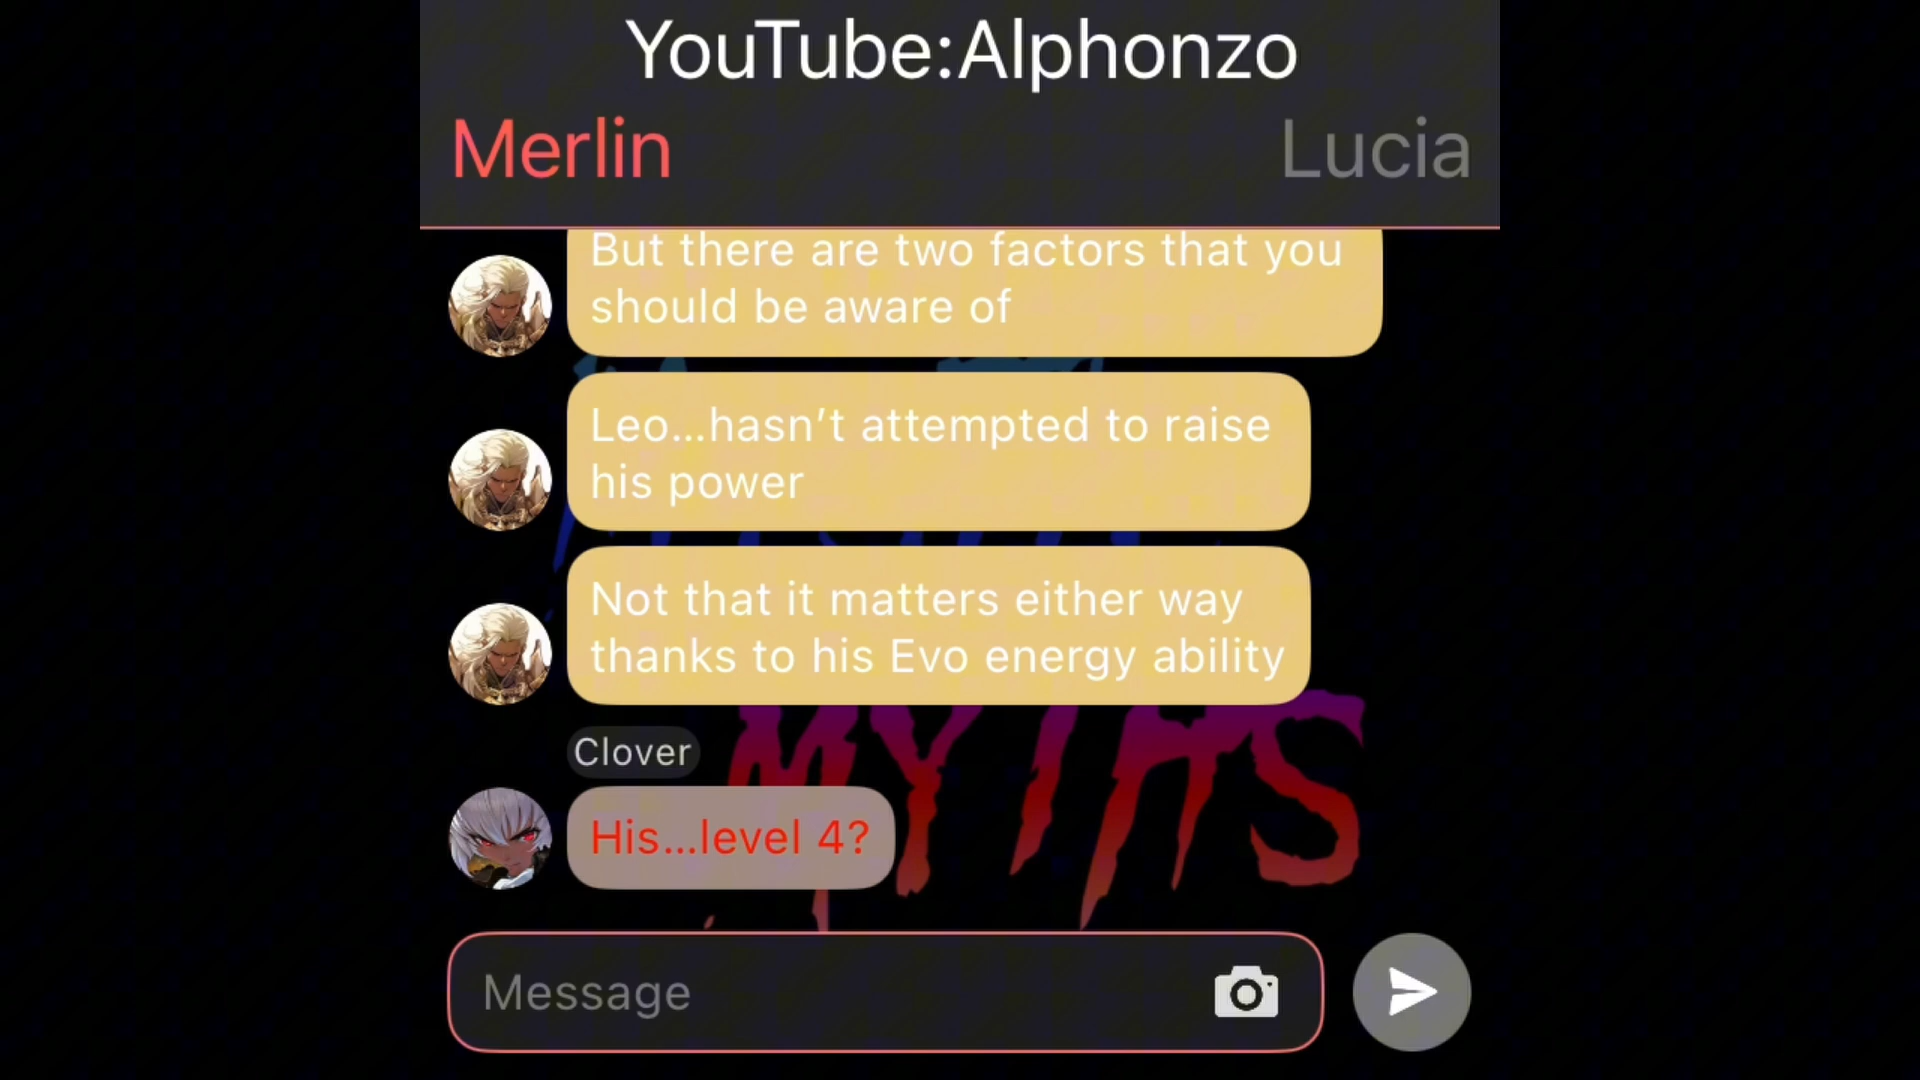 YouTube:Alphonzo
Merlin
Lucia
But there are two factors that you
should be aware of
Leo...hasn't attempted to raise
his power
Not that it matters either way
thanks to his Evo energy ability
Clover
MYTHS
His...level 4?
Message